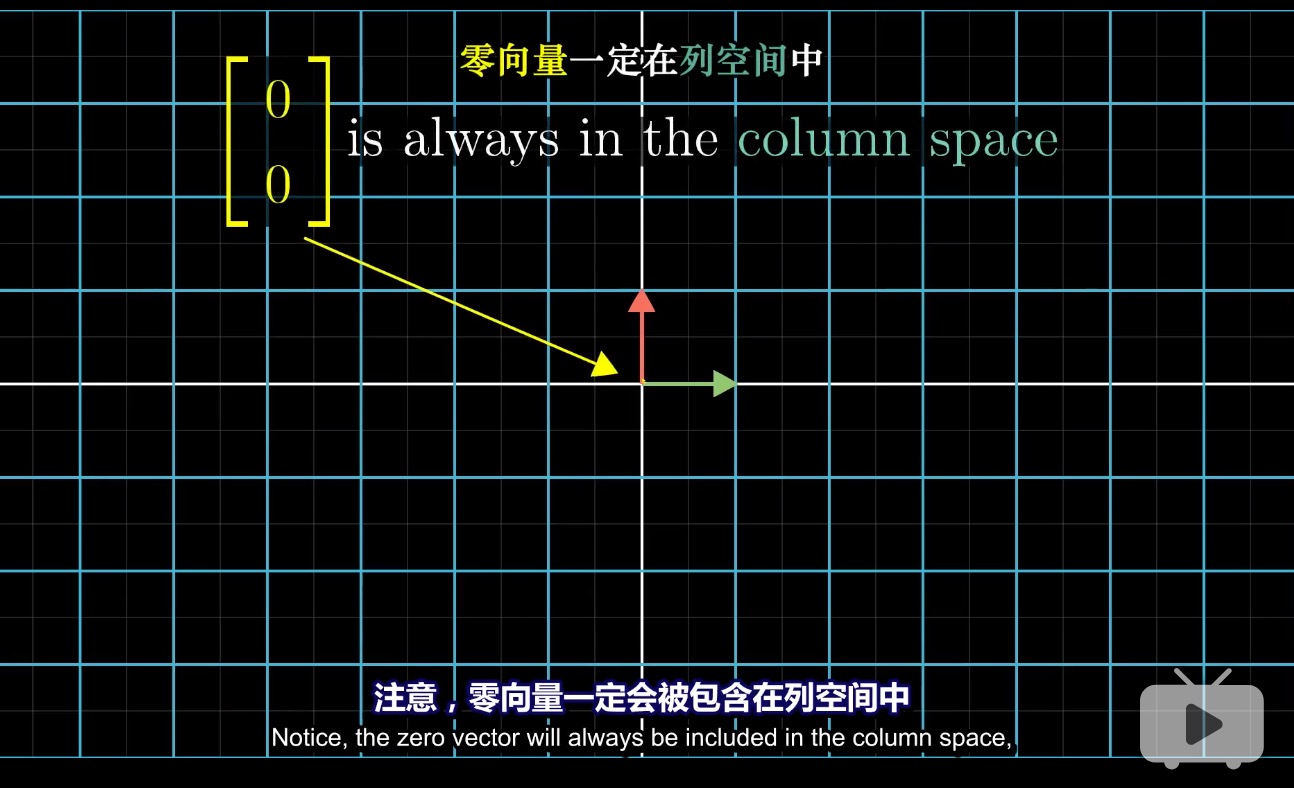 零向量一定在列空间中
0
0
is always in the column space
注意，零向量一定会被包含在列空间中
Notice, the zero vector will always be included in the column space,